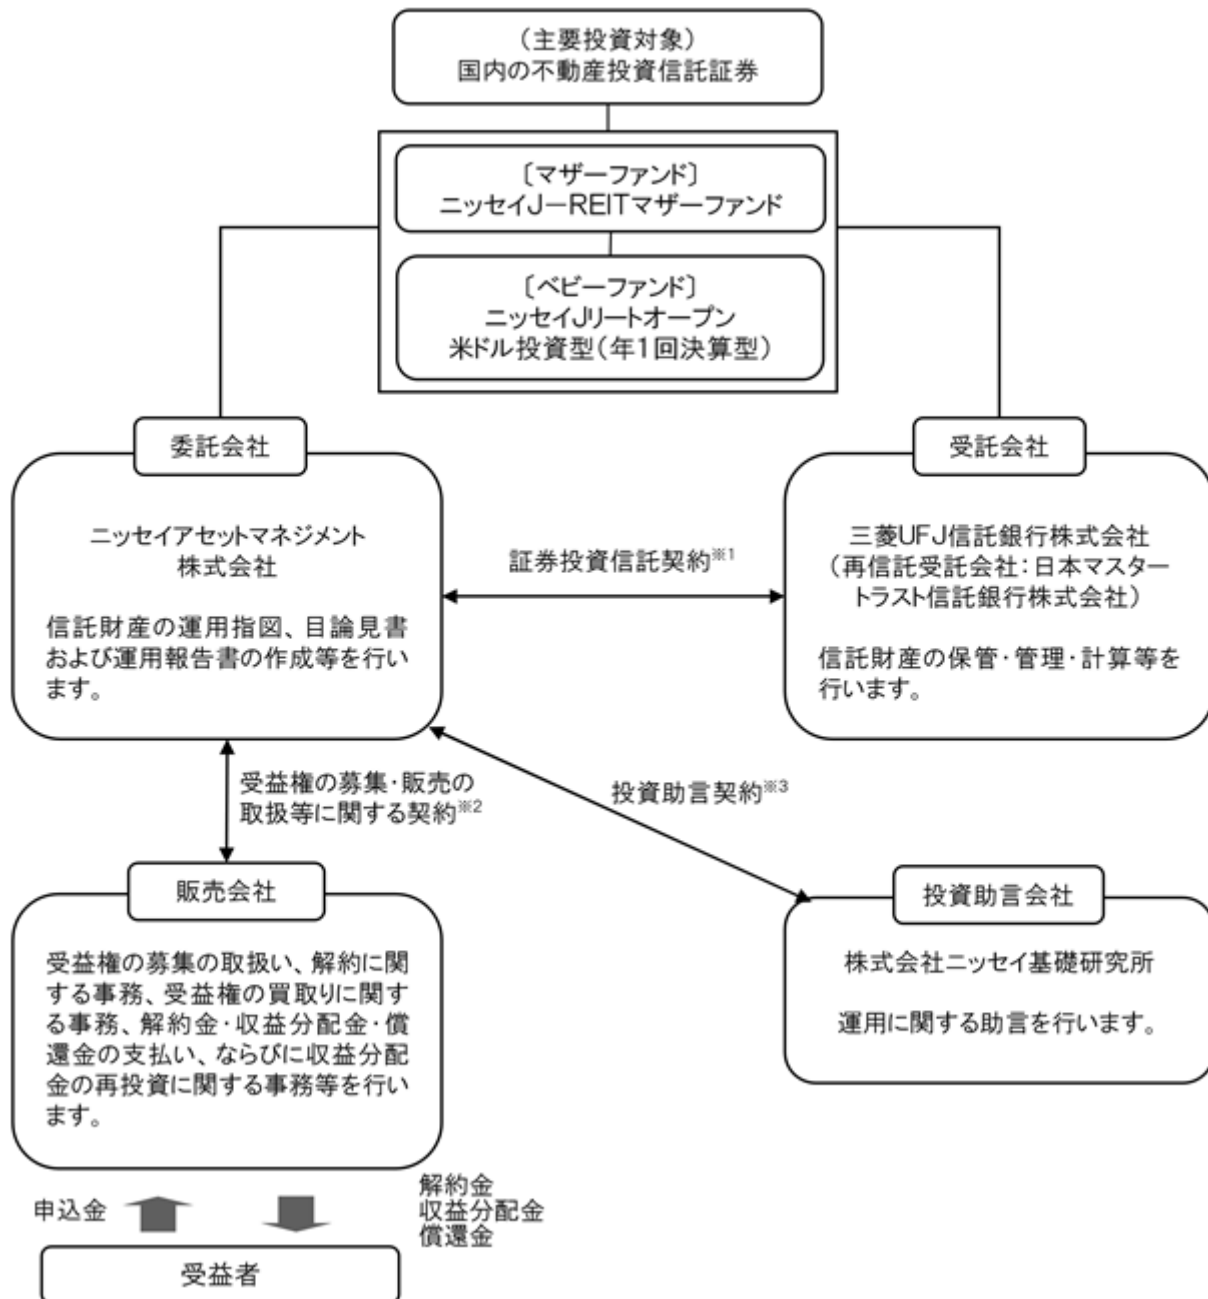 (主要投資対象)
国内の不動産投資信託証券
〔マザーファンド〕
ニッセイJ－REITマザーファンド
〔ベビーファンド〕
ニッセイJリートオープン
米ドル投資型(年1回決算型)
委託会社
ニッセイアセットマネジメント
株式会社
信託財産の運用指図、目論見書
および運用報告書の作成等を行い
ます。
証券投資信託契約※1
受託会社
三菱UFJ信託銀行株式会社
(再信託受託会社：日本マスター
トラスト信託銀行株式会社)
信託財産の保管・管理・計算等を
行います。
受益権の募集・販売の
取扱等に関する契約※2
投資助言契約※3
販売会社
受益権の募集の取扱い、解約に関
する事務、受益権の買取りに関す
る事務、解約金・収益分配金・償
還金の支払い、ならびに収益分配
金の再投資に関する事務等を行い
ます。
投資助言会社
株式会社ニッセイ基礎研究所
運用に関する助言を行います。
申込金
解約金
収益分配金
償還金
受益者